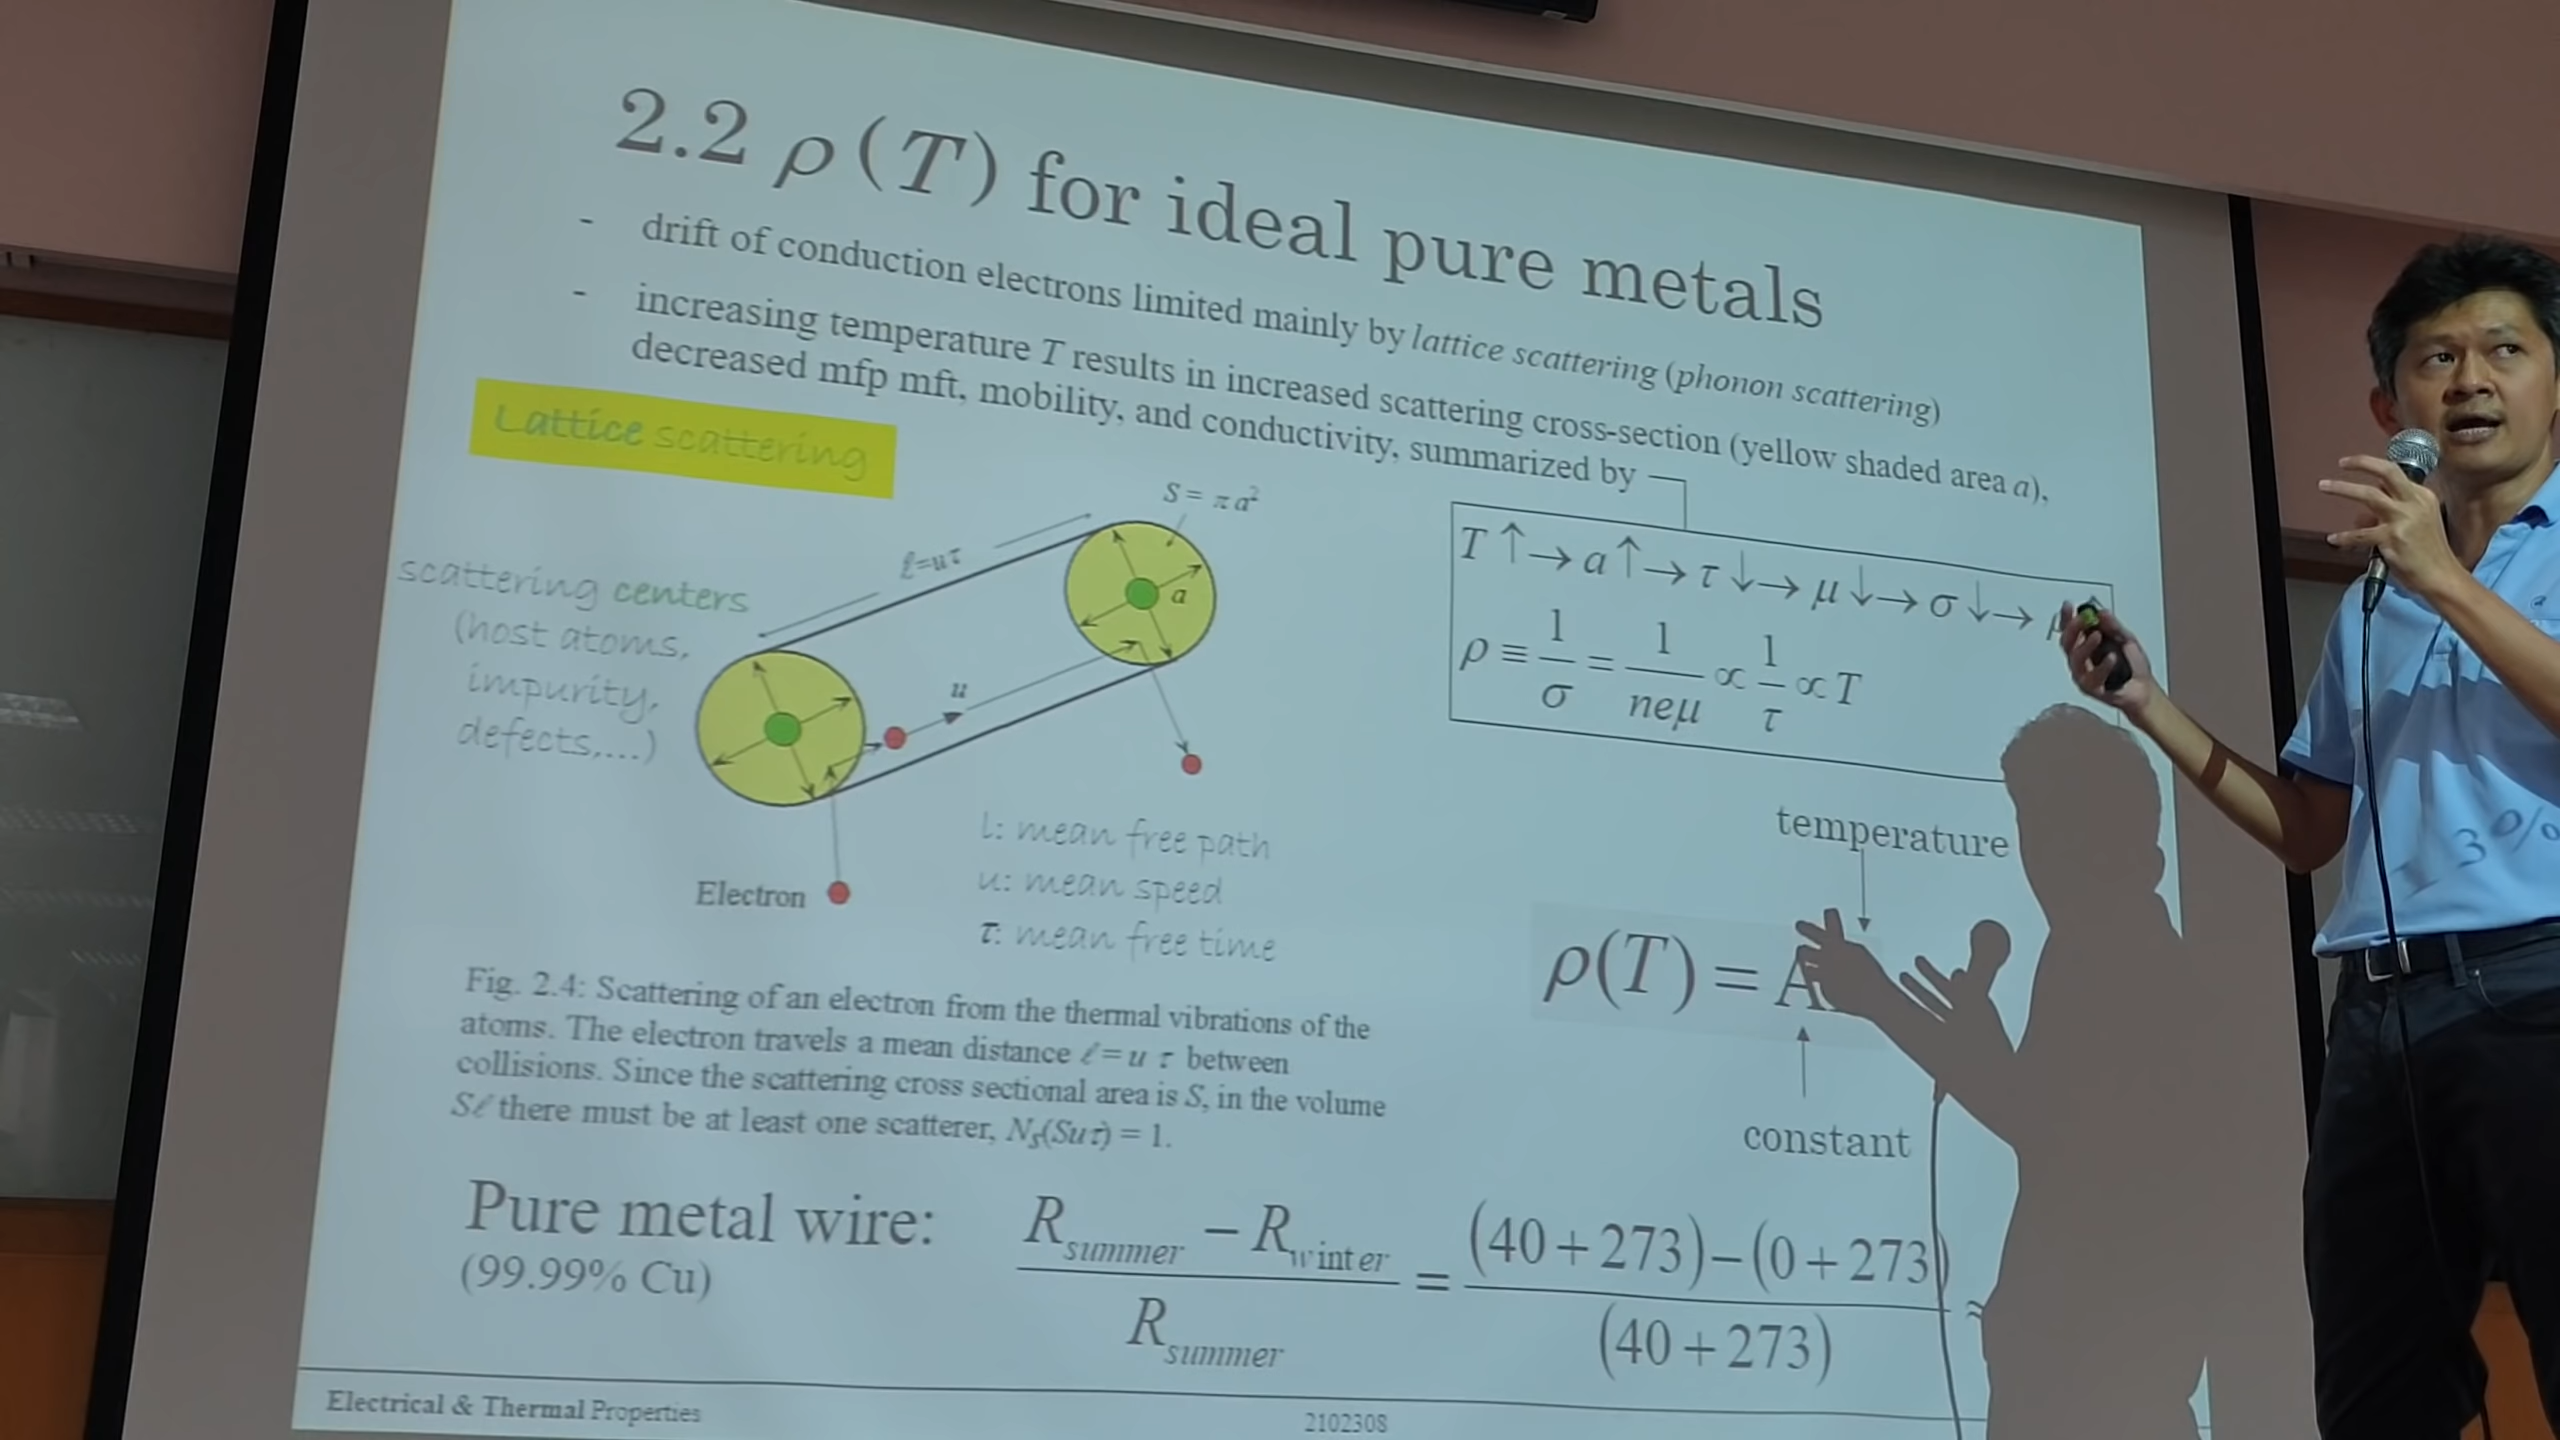 2.2 ρ(T) for ideal pure metals
- drift of conduction electrons limited mainly by lattice scattering (phonon scattering)
- increasing temperature T results in increased scattering cross-section (yellow shaded area a),
decreased mfp mft, mobility, and conductivity, summarized by
Lattice scattering
S = πa²
ℓ=uτ
a
u
scattering centers
(host atoms,
impurity,
defects,....)
Electron
l: mean free path
u: mean speed
τ: mean free time
T↑→a↑→τ↓→μ↓→σ↓→
ρ ≡ 1/σ = 1/neμ ∝ 1/τ ∝ T
temperature
ρ(T) = A
constant
Fig. 2.4: Scattering of an electron from the thermal vibrations of the
atoms. The electron travels a mean distance ℓ = u τ between
collisions. Since the scattering cross sectional area is S, in the volume
Sℓ there must be at least one scatterer, Nₛ(Suτ) = 1.
Pure metal wire:
(99.99% Cu)
(R summer − R winter) / R summer = ((40+273)−(0+273)) / (40+273) ≈
3%
Electrical & Thermal Properties
2102308